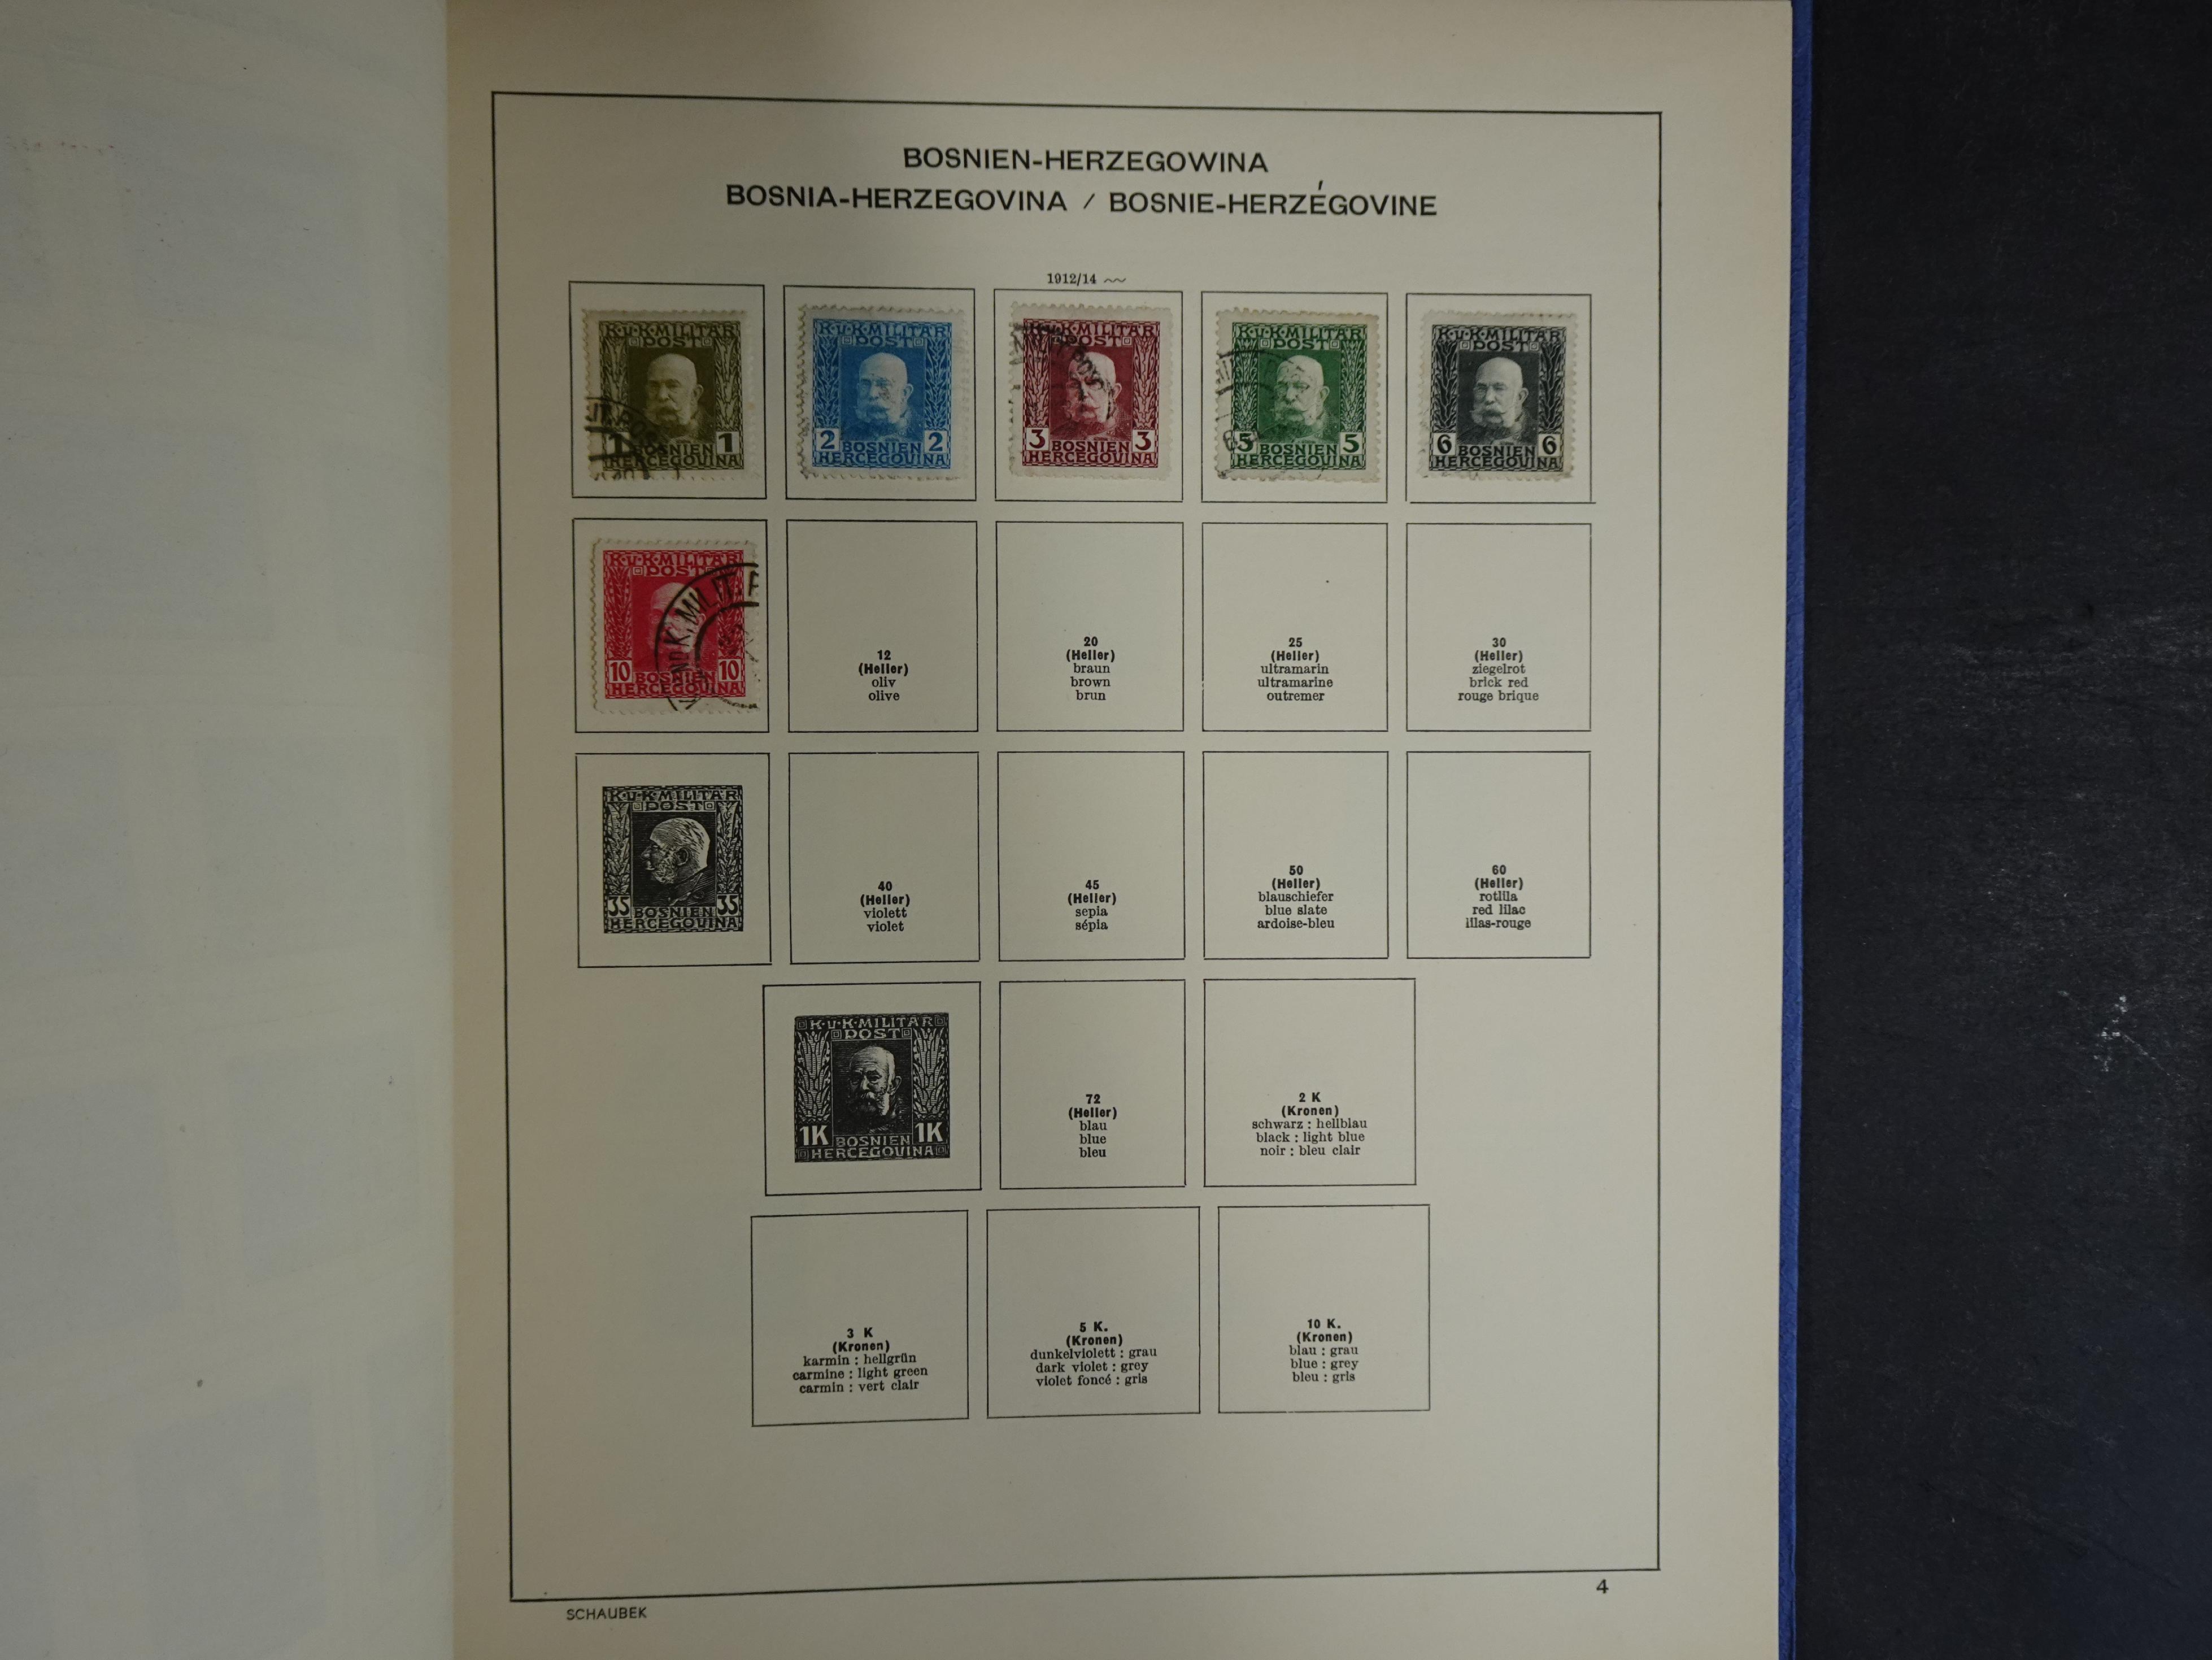 BOSNIEN-HERZEGOWINA
BOSNIA-HERZEGOVINA / BOSNIE-HERZÉGOVINE
1912/14
K.u.K.MILITÄR
POST
1 1
BOSNIEN
HERCEGOVINA
K.u.K.MILITÄR
POST
2 2
BOSNIEN
HERCEGOVINA
K.u.K.MILITÄR
POST
3 3
BOSNIEN
HERCEGOVINA
K.u.K.MILITÄR
POST
5 5
BOSNIEN
HERCEGOVINA
K.u.K.MILITÄR
POST
6 6
BOSNIEN
HERCEGOVINA
K.u.K.MILITÄR
POST
K.MILIT.P
10 10
BOSNIEN
HERCEGOVINA
12
(Heller)
oliv
olive
20
(Heller)
braun
brown
brun
25
(Heller)
ultramarin
ultramarine
outremer
30
(Heller)
ziegelrot
brick red
rouge brique
K.u.K.MILITÄR
POST
35 35
BOSNIEN
HERCEGOVINA
40
(Heller)
violett
violet
45
(Heller)
sepia
sépia
50
(Heller)
blauschiefer
blue slate
ardoise-bleu
60
(Heller)
rotlila
red lilac
lilas-rouge
K.u.K.MILITÄR
POST
1K 1K
BOSNIEN
HERCEGOVINA
72
(Heller)
blau
blue
bleu
2 K
(Kronen)
schwarz : hellblau
black : light blue
noir : bleu clair
3 K
(Kronen)
karmin : hellgrün
carmine : light green
carmin : vert clair
5 K.
(Kronen)
dunkelviolett : grau
dark violet : grey
violet foncé : gris
10 K.
(Kronen)
blau : grau
blue : grey
bleu : gris
4
SCHAUBEK